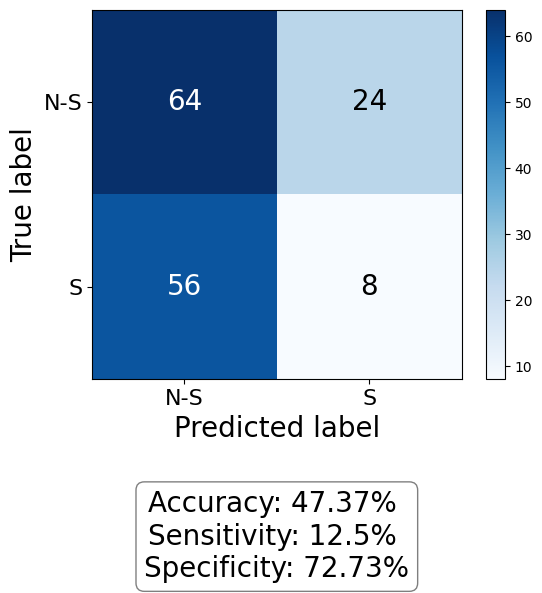 N-S
64
24
S
56
8
N-S
S
True label
Predicted label
60
50
40
30
20
10
Accuracy: 47.37%
Sensitivity: 12.5%
Specificity: 72.73%